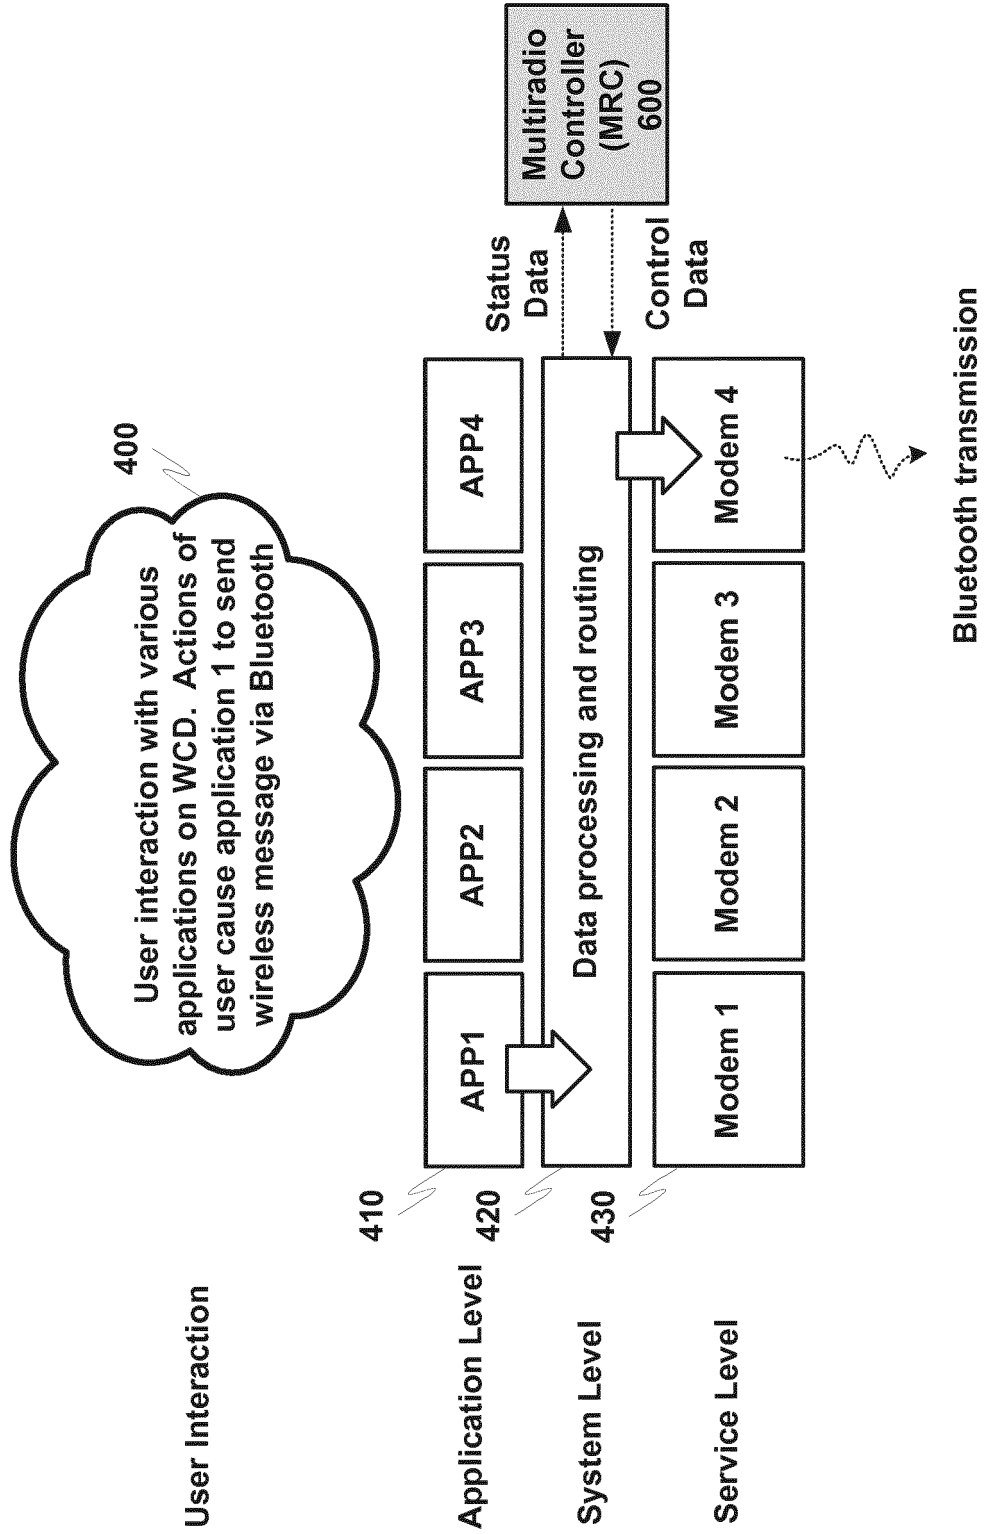 User Interaction
400
User interaction with various
applications on WCD. Actions of
user cause application 1 to send
wireless message via Bluetooth
Application Level
410
APP1
APP2
APP3
APP4
System Level
420
Data processing and routing
Status
Data
Control
Data
Multiradio
Controller
(MRC)
600
Service Level
430
Modem 1
Modem 2
Modem 3
Modem 4
Bluetooth transmission